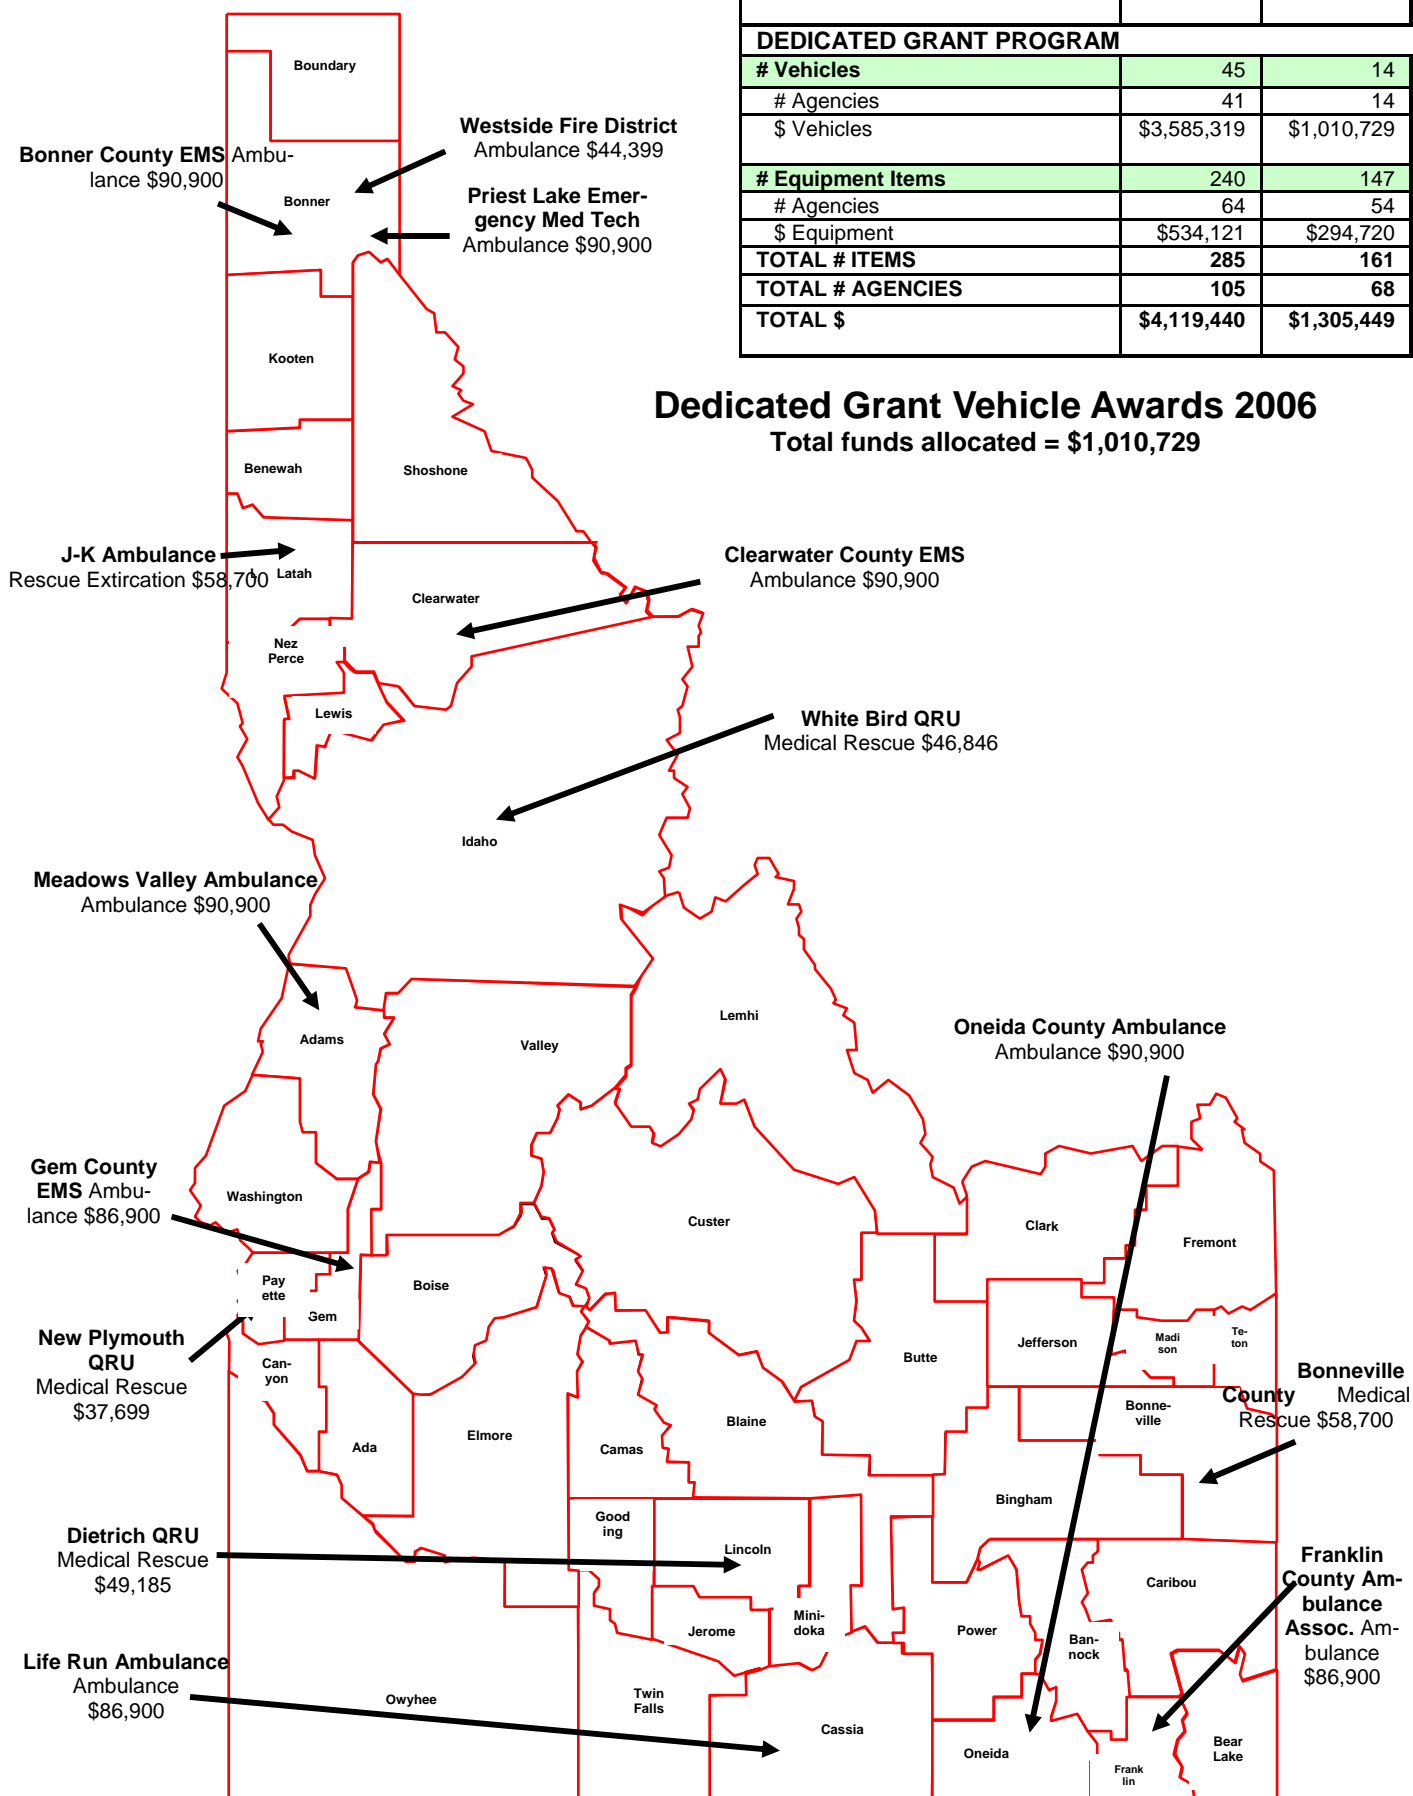 DEDICATED GRANT PROGRAM
# Vehicles 45 14
# Agencies 41 14
$ Vehicles $3,585,319 $1,010,729
# Equipment Items 240 147
# Agencies 64 54
$ Equipment $534,121 $294,720
TOTAL # ITEMS 285 161
TOTAL # AGENCIES 105 68
TOTAL $ $4,119,440 $1,305,449
Dedicated Grant Vehicle Awards 2006
Total funds allocated = $1,010,729
Boundary
Westside Fire District
Ambulance $44,399
Bonner County EMS Ambu-
lance $90,900
Bonner
Priest Lake Emer-
gency Med Tech
Ambulance $90,900
Kooten
Benewah
Shoshone
J-K Ambulance
Rescue Extircation $58,700
Latah
Clearwater County EMS
Ambulance $90,900
Clearwater
Nez
Perce
Lewis
White Bird QRU
Medical Rescue $46,846
Idaho
Meadows Valley Ambulance
Ambulance $90,900
Adams
Valley
Lemhi
Oneida County Ambulance
Ambulance $90,900
Gem County
EMS Ambu-
lance $86,900
Washington
Custer
Clark
Fremont
Pay
ette
Gem
Boise
New Plymouth
QRU
Medical Rescue
$37,699
Can-
yon
Ada
Elmore
Camas
Blaine
Butte
Jefferson
Madi
son
Te-
ton
Bonne-
ville
Bonneville
County Medical
Rescue $58,700
Bingham
Good
ing
Lincoln
Dietrich QRU
Medical Rescue
$49,185
Jerome
Mini-
doka
Power
Ban-
nock
Caribou
Franklin
County Am-
bulance
Assoc. Am-
bulance
$86,900
Life Run Ambulance
Ambulance
$86,900
Owyhee
Twin
Falls
Cassia
Oneida
Frank
lin
Bear
Lake